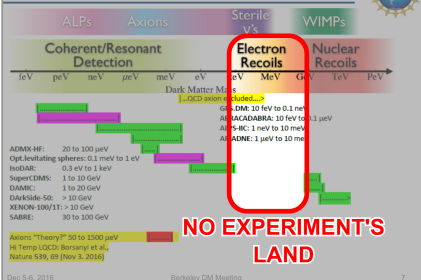 ALPs Axions Sterile ν's WIMPs
Coherent/Resonant Detection Electron Recoils Nuclear Recoils
feV peV neV μeV meV eV keV MeV GeV TeV PeV
Dark Matter Mass
[...QCD axion excluded....>
GPS.DM: 10 feV to 0.1 neV
ABRACADABRA: 0.1 feV to 0.1 μeV
ALPS-IIC: 1 neV to 10 meV
ARIADNE: 1 μeV to 10 meV
ADMX-HF: 20 to 100 μeV
Opt.levitating spheres: 0.1 meV to 1 eV
IsoDAR: 0.3 eV to 1 keV
SuperCDMS: 1 to 10 GeV
DAMIC: 1 to 20 GeV
DArkSide-50: > 10 GeV
XENON-100/1T: > 10 GeV
SABRE: 30 to 100 GeV
NO EXPERIMENT'S
LAND
Axions "Theory?" 50 to 1500 μeV
Hi Temp LQCD: Borsanyi et al.,
Nature 539, 69 (Nov 3, 2016)
Dec 5-6, 2016 Berkeley DM Meeting 7